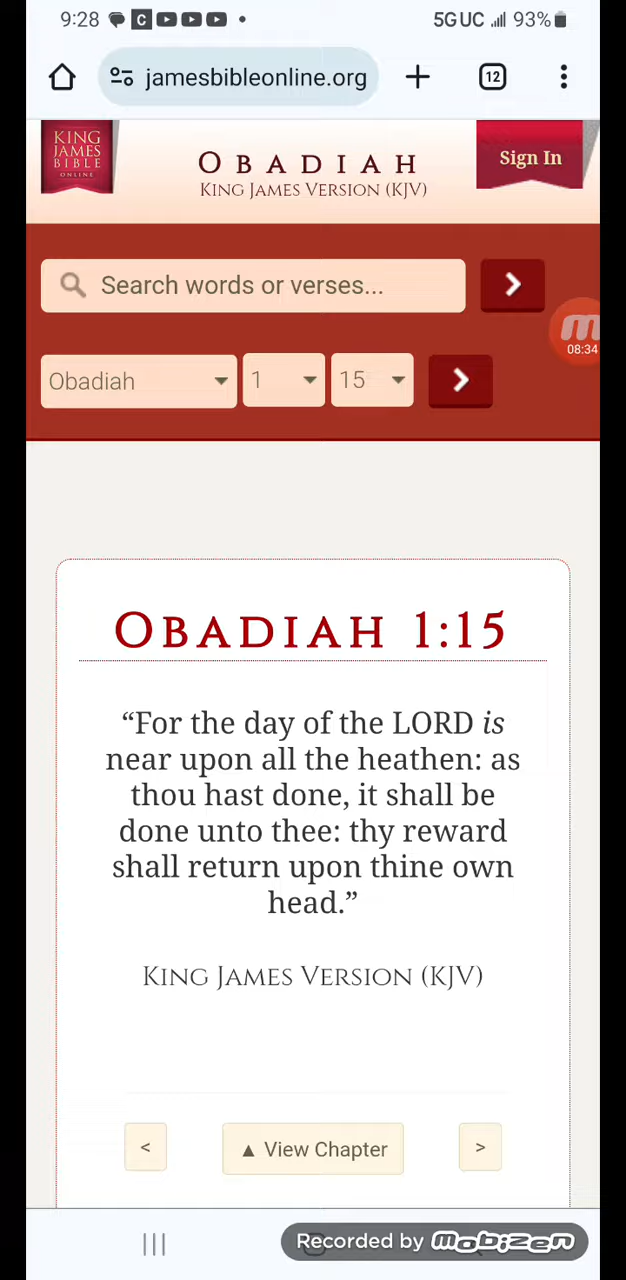 9:28 C 5G UC 93%
jamesbibleonline.org 12
KING
JAMES
BIBLE
ONLINE
OBADIAH
KING JAMES VERSION (KJV)
Sign In
Search words or verses...
m
08:34
Obadiah 1 15
OBADIAH 1:15
“For the day of the LORD is
near upon all the heathen: as
thou hast done, it shall be
done unto thee: thy reward
shall return upon thine own
head.”
KING JAMES VERSION (KJV)
< ▲ View Chapter >
Recorded by mobizen